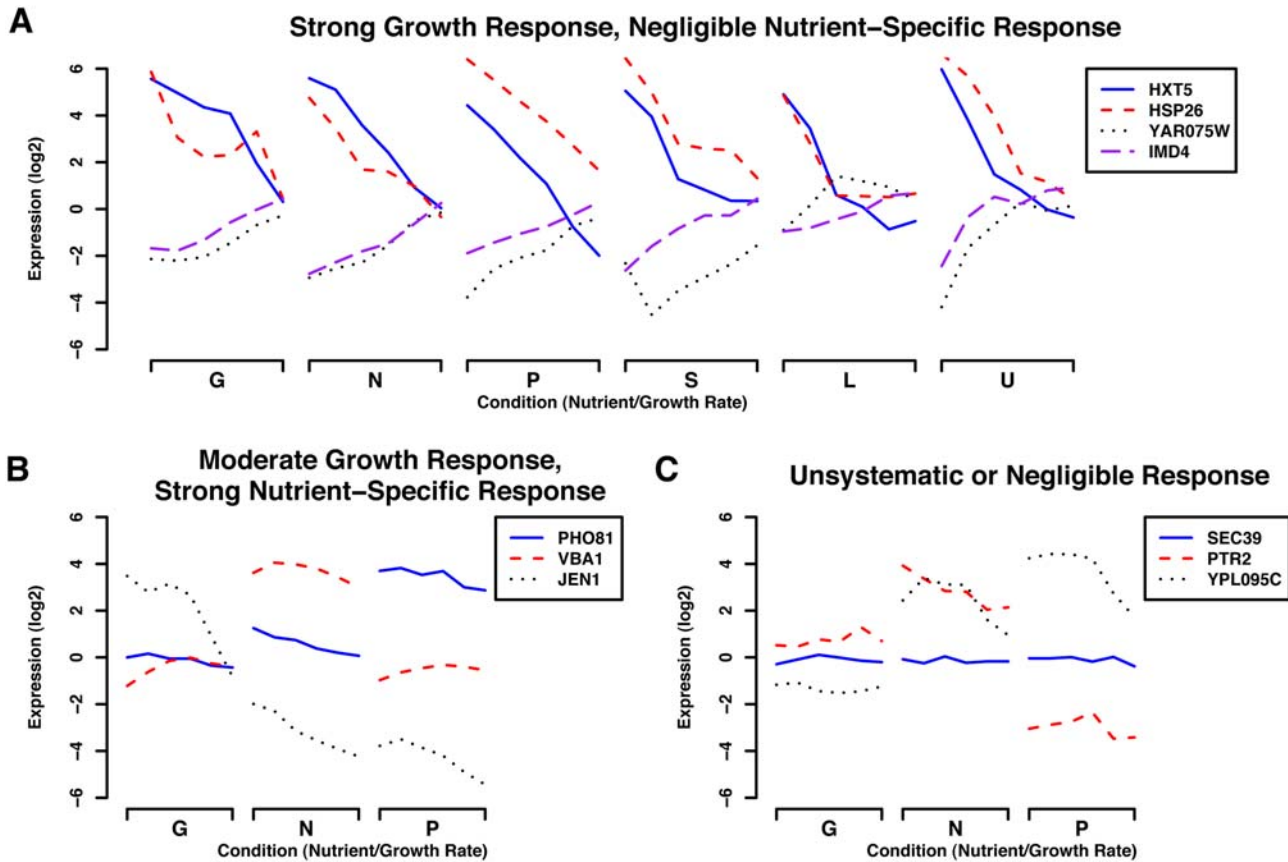 A
Strong Growth Response, Negligible Nutrient−Specific Response
Expression (log2)
6
4
2
0
−2
−4
−6
HXT5
HSP26
YAR075W
IMD4
G N P S L U
Condition (Nutrient/Growth Rate)
B
Moderate Growth Response,
Strong Nutrient−Specific Response
Expression (log2)
6
4
2
0
−2
−4
−6
PHO81
VBA1
JEN1
G N P
Condition (Nutrient/Growth Rate)
C
Unsystematic or Negligible Response
Expression (log2)
6
4
2
0
−2
−4
−6
SEC39
PTR2
YPL095C
G N P
Condition (Nutrient/Growth Rate)